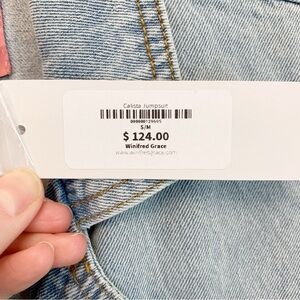 Calista Jumpsuit
S/M
$ 124.00
Winifred Grace
www.winifredgrace.com